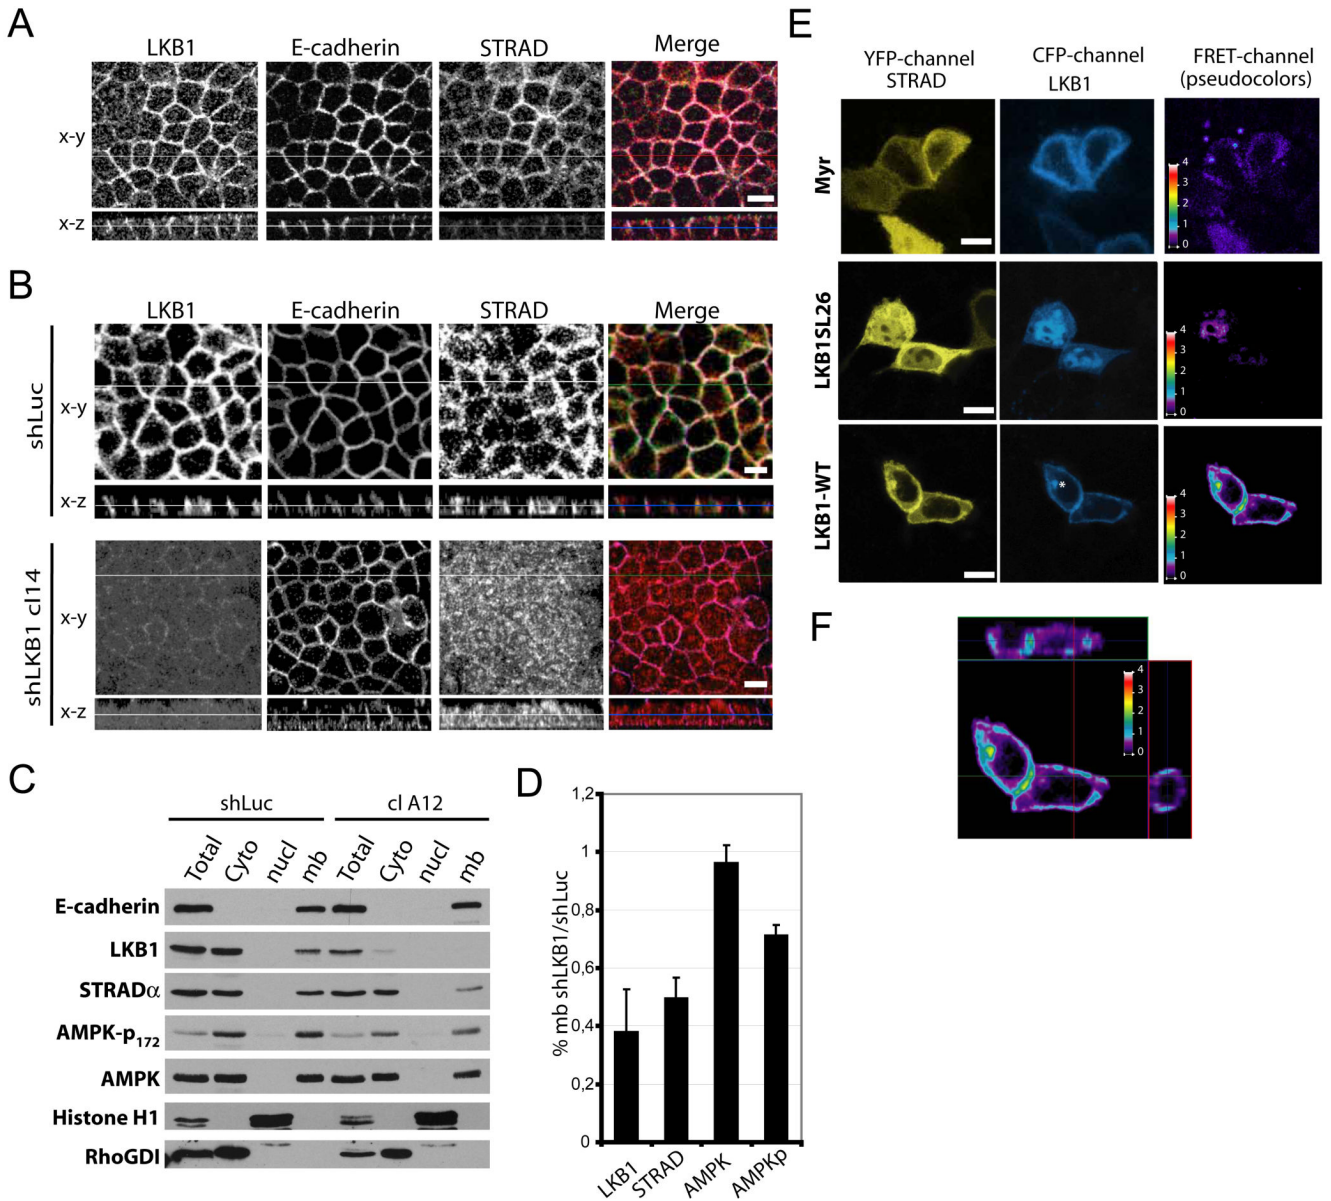 A
LKB1 E-cadherin STRAD Merge
x-y
x-z
B
LKB1 E-cadherin STRAD Merge
shLuc
x-y
x-z
shLKB1 cl14
x-y
x-z
C
shLuc cl A12
Total Cyto nucl mb Total Cyto nucl mb
E-cadherin
LKB1
STRADα
AMPK-p172
AMPK
Histone H1
RhoGDI
D
% mb shLKB1/shLuc
1,2
1
0,8
0,6
0,4
0,2
0
LKB1 STRAD AMPK AMPKp
E
YFP-channel CFP-channel FRET-channel
STRAD LKB1 (pseudocolors)
Myr
4
3
2
1
0
LKB1SL26
4
3
2
1
0
LKB1-WT
*
4
3
2
1
0
F
4
3
2
1
0